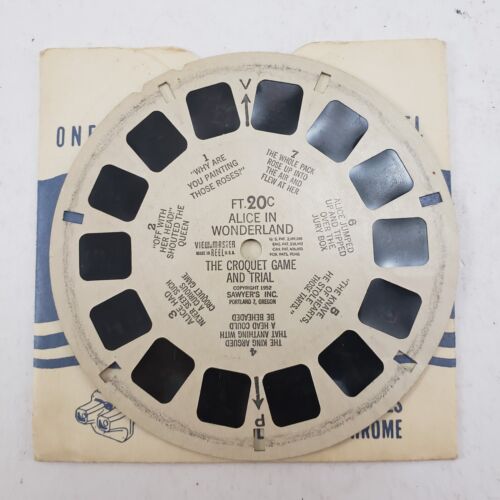 ONE
V
1
"WHY ARE
YOU PAINTING
THOSE ROSES?"
7
THE WHOLE PACK
ROSE UP INTO
THE AIR AND
FLEW AT HER
FT.20C
ALICE IN
WONDERLAND
VIEW-MASTER
MADE IN REEL U.S.A.
THE CROQUET GAME
AND TRIAL
COPYRIGHT 1952
SAWYER'S INC.
PORTLAND 7, OREGON
2
"OFF WITH
HER HEAD!"
SHOUTED THE
QUEEN
6
ALICE JUMPED
UP AND TIPPED
OVER THE
JURY BOX
3
ALICE HAD
NEVER SEEN SUCH
A CURIOUS
CROQUET GAME
"THE KNAVE
OF HEARTS,
HE STOLE
THOSE TARTS."
4
THE KING ARGUED
THAT ANYTHING WITH
A HEAD COULD
BE BEHEADED
HROME